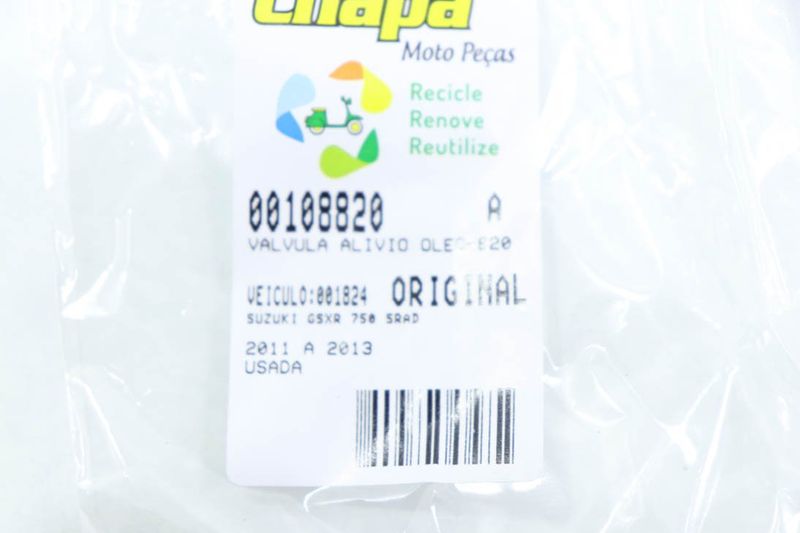 Chapa
Moto Peças
Recicle
Renove
Reutilize
00108820 A
VALVULA ALIVIO OLEO-820
VEICULO:001824 ORIGINAL
SUZUKI GSXR 750 SRAD
2011 A 2013
USADA